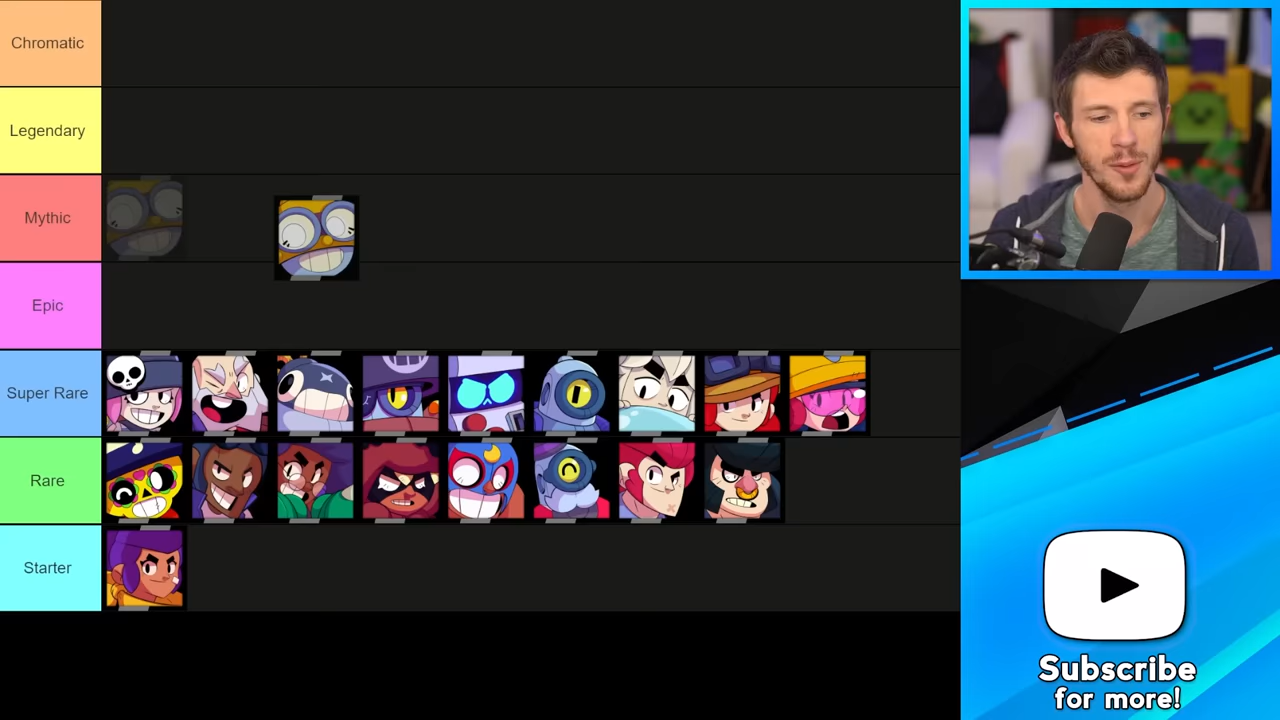 Chromatic
Legendary
Mythic
Epic
Super Rare
Rare
Starter
Subscribe
for more!